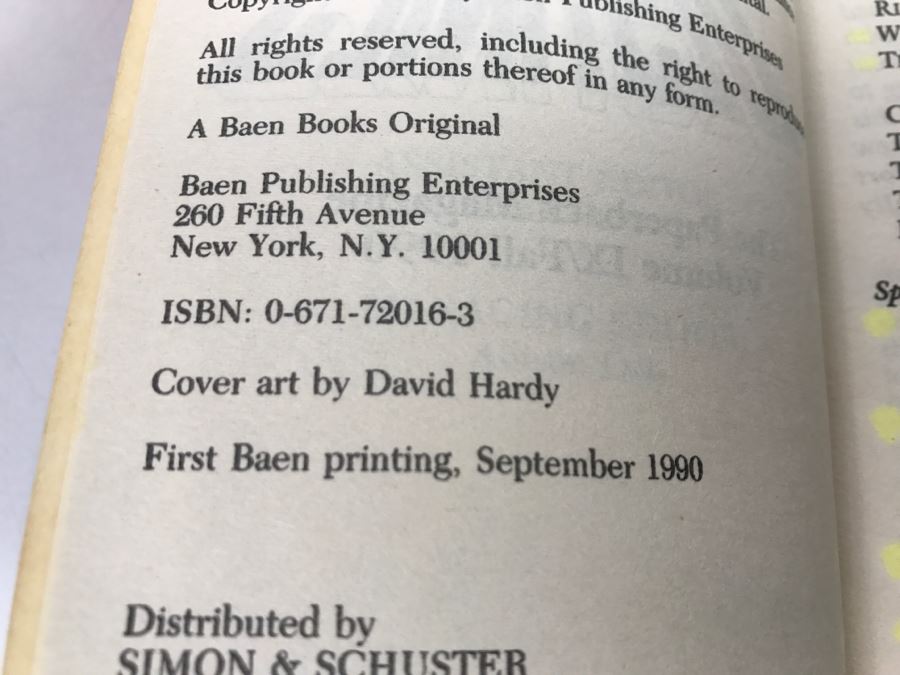 Publishing Enterprises
All rights reserved, including the right to reproduce
this book or portions thereof in any form.
A Baen Books Original
Baen Publishing Enterprises
260 Fifth Avenue
New York, N.Y. 10001
ISBN: 0-671-72016-3
Cover art by David Hardy
First Baen printing, September 1990
Distributed by
SIMON & SCHUSTER